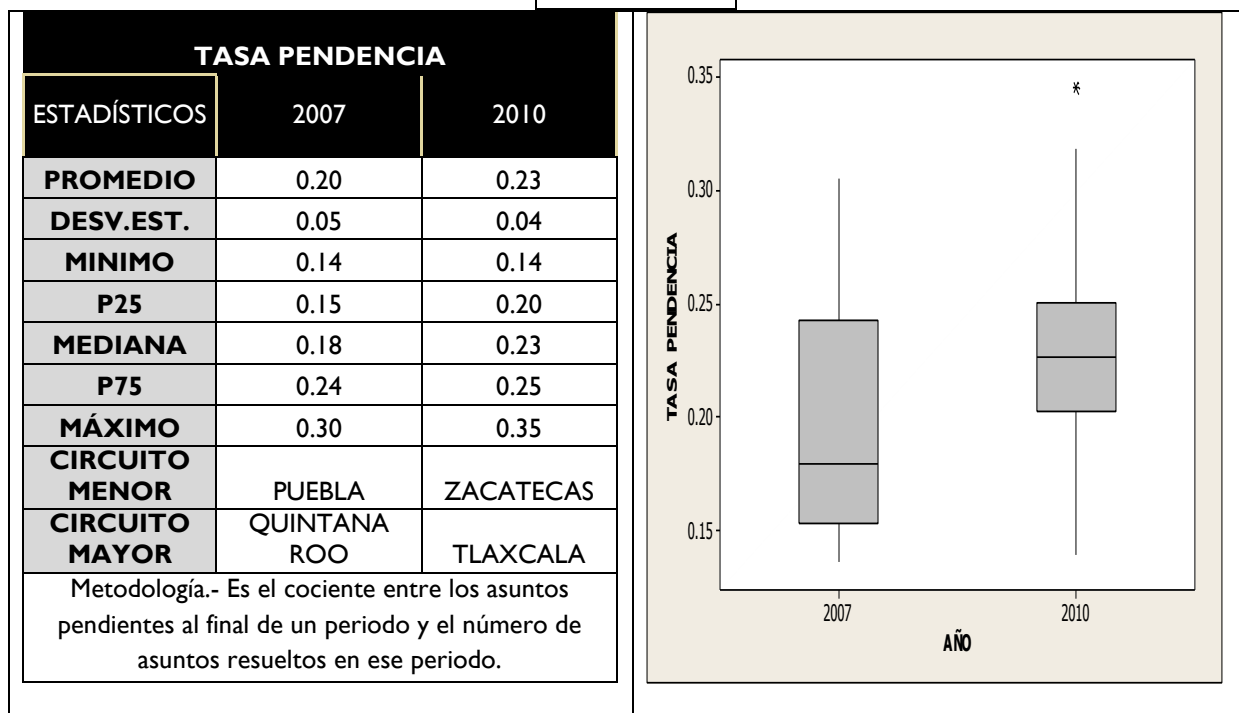 TASA PENDENCIA
ESTADÍSTICOS 2007 2010
PROMEDIO 0.20 0.23
DESV.EST. 0.05 0.04
MINIMO 0.14 0.14
P25 0.15 0.20
MEDIANA 0.18 0.23
P75 0.24 0.25
MÁXIMO 0.30 0.35
CIRCUITO
MENOR PUEBLA ZACATECAS
CIRCUITO QUINTANA
MAYOR ROO TLAXCALA
Metodología.- Es el cociente entre los asuntos
pendientes al final de un periodo y el número de
asuntos resueltos en ese periodo.
0.35
*
0.30
0.25
0.20
0.15
TASA PENDENCIA
2007 2010
AÑO